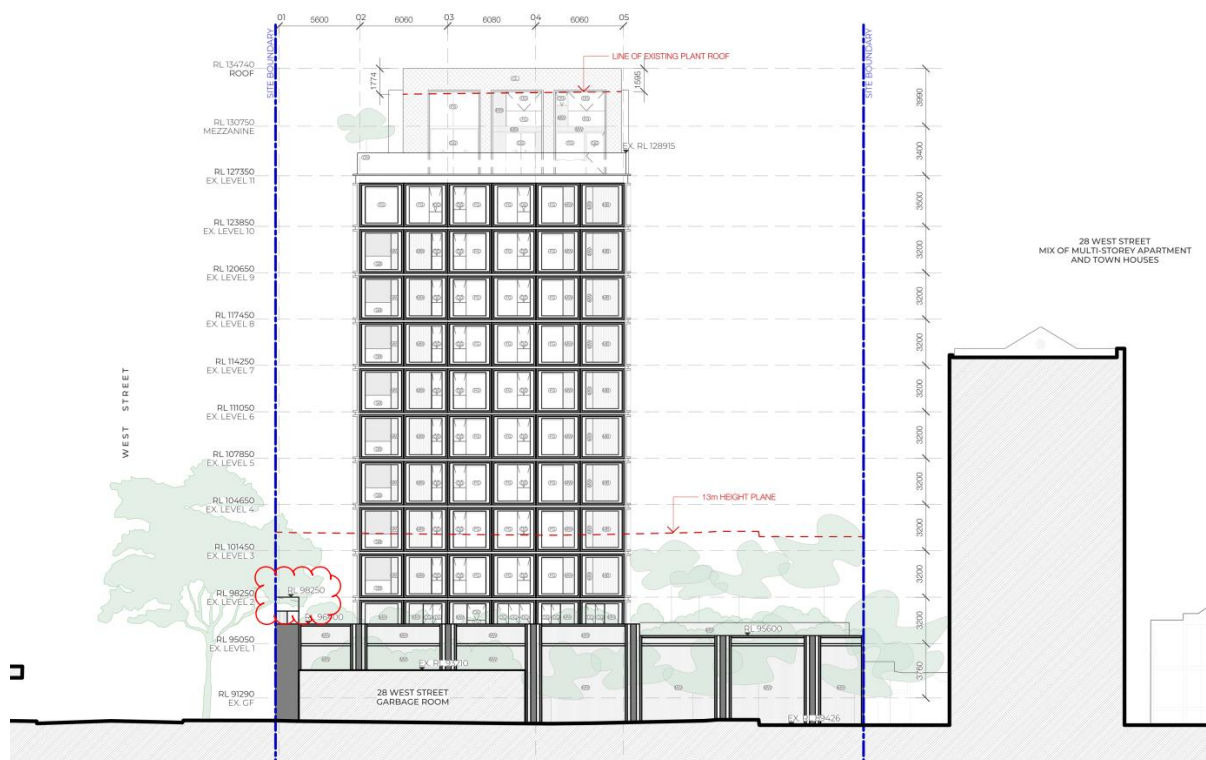 01 5600 02 6060 03 6080 04 6060 05
SITE BOUNDARY
SITE BOUNDARY
LINE OF EXISTING PLANT ROOF
RL 134740
ROOF
1774
1595
3990
RL 130750
MEZZANINE
3400
EX. RL 128915
RL 127350
EX. LEVEL 11
3500
RL 123850
EX. LEVEL 10
3200
RL 120650
EX. LEVEL 9
3200
RL 117450
EX. LEVEL 8
3200
RL 114250
EX. LEVEL 7
3200
RL 111050
EX. LEVEL 6
3200
RL 107850
EX. LEVEL 5
3200
RL 104650
EX. LEVEL 4
13m HEIGHT PLANE
3200
RL 101450
EX. LEVEL 3
3200
RL 98250
EX. LEVEL 2
RL 98250
3200
RL 95050
EX. LEVEL 1
RL 95600
3760
RL 91290
EX. GF
28 WEST STREET
GARBAGE ROOM
EX. RL 89426
WEST STREET
28 WEST STREET
MIX OF MULTI-STOREY APARTMENT
AND TOWN HOUSES